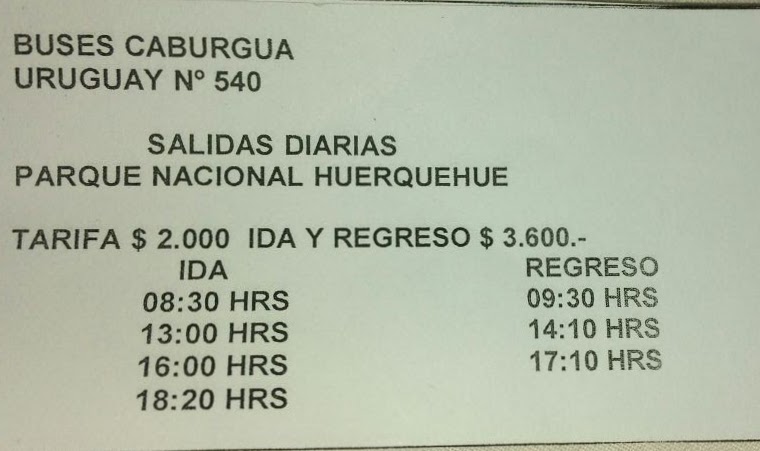 BUSES CABURGUA
URUGUAY Nº 540
SALIDAS DIARIAS
PARQUE NACIONAL HUERQUEHUE
TARIFA $ 2.000 IDA Y REGRESO $ 3.600.-
IDA REGRESO
08:30 HRS 09:30 HRS
13:00 HRS 14:10 HRS
16:00 HRS 17:10 HRS
18:20 HRS